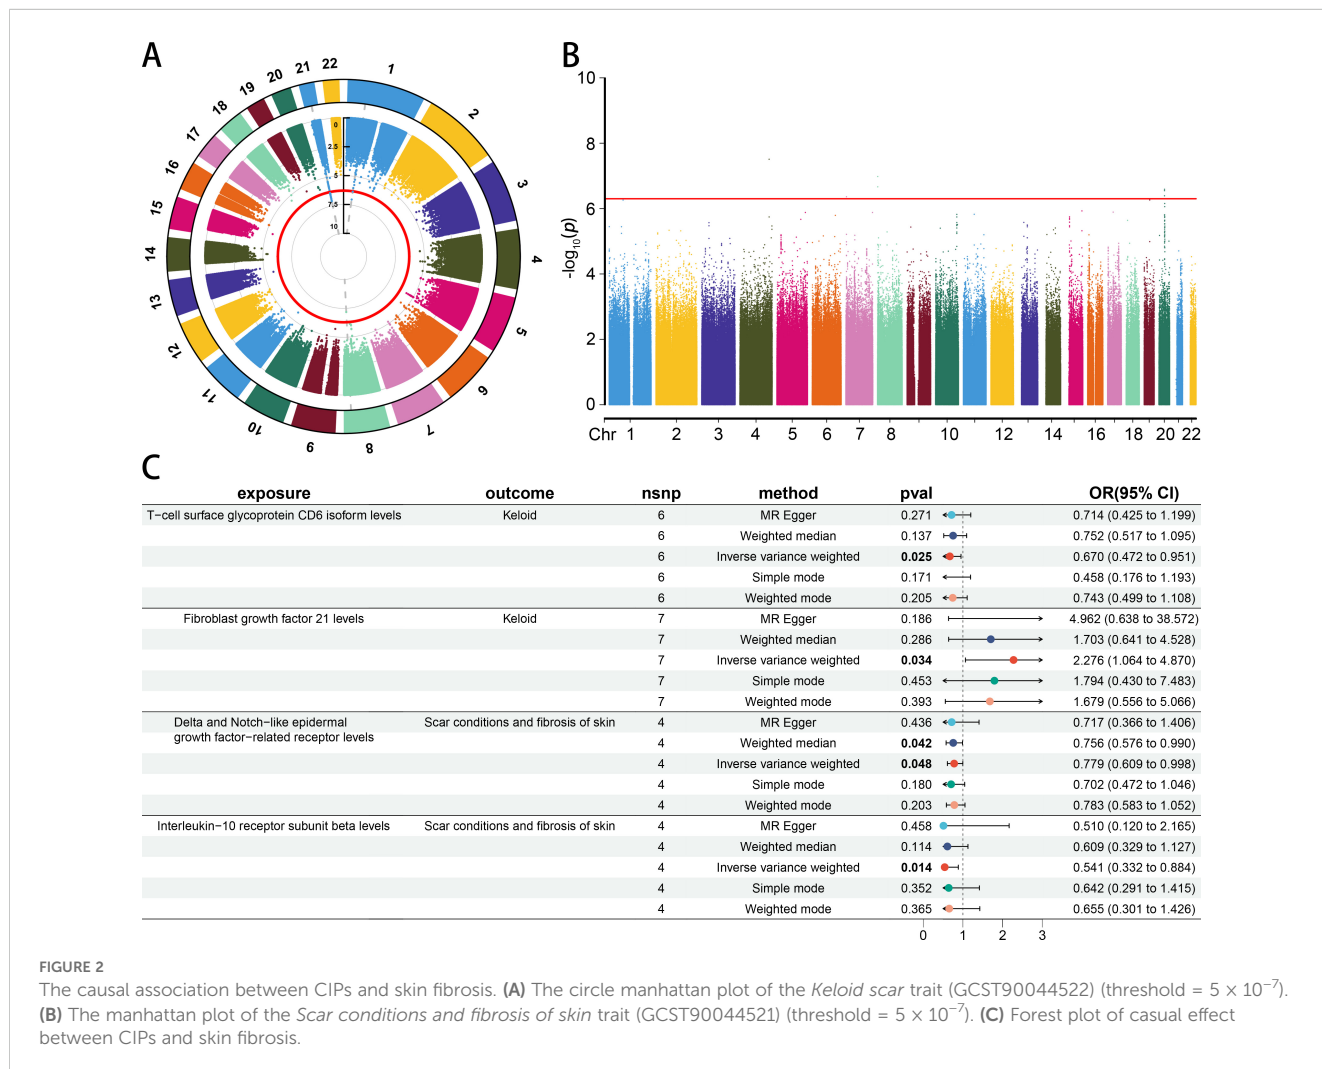 A
B
1
2
3
4
5
6
7
8
9
10
11
12
13
14
15
16
17
18
19
20
21
22
0
2.5
5
7.5
10
10
8
6
4
2
0
-log10(p)
Chr 1 2 3 4 5 6 7 8 10 12 14 16 18 20 22
C
exposure outcome nsnp method pval OR(95% CI)
T−cell surface glycoprotein CD6 isoform levels Keloid 6 MR Egger 0.271 0.714 (0.425 to 1.199)
6 Weighted median 0.137 0.752 (0.517 to 1.095)
6 Inverse variance weighted 0.025 0.670 (0.472 to 0.951)
6 Simple mode 0.171 0.458 (0.176 to 1.193)
6 Weighted mode 0.205 0.743 (0.499 to 1.108)
Fibroblast growth factor 21 levels Keloid 7 MR Egger 0.186 4.962 (0.638 to 38.572)
7 Weighted median 0.286 1.703 (0.641 to 4.528)
7 Inverse variance weighted 0.034 2.276 (1.064 to 4.870)
7 Simple mode 0.453 1.794 (0.430 to 7.483)
7 Weighted mode 0.393 1.679 (0.556 to 5.066)
Delta and Notch−like epidermal Scar conditions and fibrosis of skin 4 MR Egger 0.436 0.717 (0.366 to 1.406)
growth factor−related receptor levels 4 Weighted median 0.042 0.756 (0.576 to 0.990)
4 Inverse variance weighted 0.048 0.779 (0.609 to 0.998)
4 Simple mode 0.180 0.702 (0.472 to 1.046)
4 Weighted mode 0.203 0.783 (0.583 to 1.052)
Interleukin−10 receptor subunit beta levels Scar conditions and fibrosis of skin 4 MR Egger 0.458 0.510 (0.120 to 2.165)
4 Weighted median 0.114 0.609 (0.329 to 1.127)
4 Inverse variance weighted 0.014 0.541 (0.332 to 0.884)
4 Simple mode 0.352 0.642 (0.291 to 1.415)
4 Weighted mode 0.365 0.655 (0.301 to 1.426)
0 1 2 3
FIGURE 2
The causal association between CIPs and skin fibrosis. (A) The circle manhattan plot of the Keloid scar trait (GCST90044522) (threshold = 5 × 10−7).
(B) The manhattan plot of the Scar conditions and fibrosis of skin trait (GCST90044521) (threshold = 5 × 10−7). (C) Forest plot of casual effect
between CIPs and skin fibrosis.